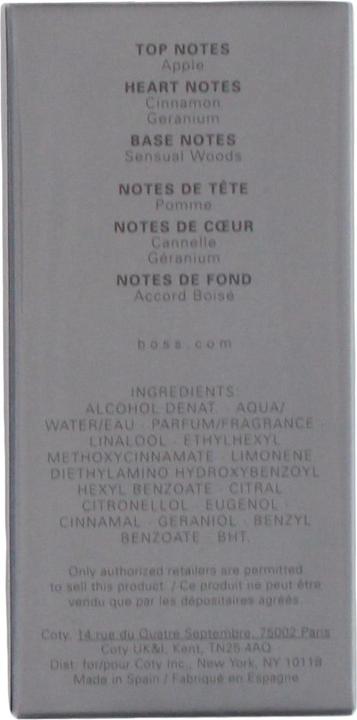 TOP NOTES
Apple
HEART NOTES
Cinnamon
Geranium
BASE NOTES
Sensual Woods
NOTES DE TÊTE
Pomme
NOTES DE CŒUR
Cannelle
Géranium
NOTES DE FOND
Accord Boisé
boss.com
INGREDIENTS:
ALCOHOL DENAT. · AQUA/
WATER/EAU · PARFUM/FRAGRANCE ·
LINALOOL · ETHYLHEXYL
METHOXYCINNAMATE · LIMONENE ·
DIETHYLAMINO HYDROXYBENZOYL
HEXYL BENZOATE · CITRAL ·
CITRONELLOL · EUGENOL ·
CINNAMAL · GERANIOL · BENZYL
BENZOATE · BHT.
Only authorized retailers are permitted
to sell this product. / Ce produit ne peut être
vendu que par les dépositaires agréés.
Coty, 14 rue du Quatre Septembre, 75002 Paris
Coty UK&I, Kent, TN25 4AQ
Dist. for/pour Coty Inc., New York, NY 10118
Made in Spain / Fabriqué en Espagne